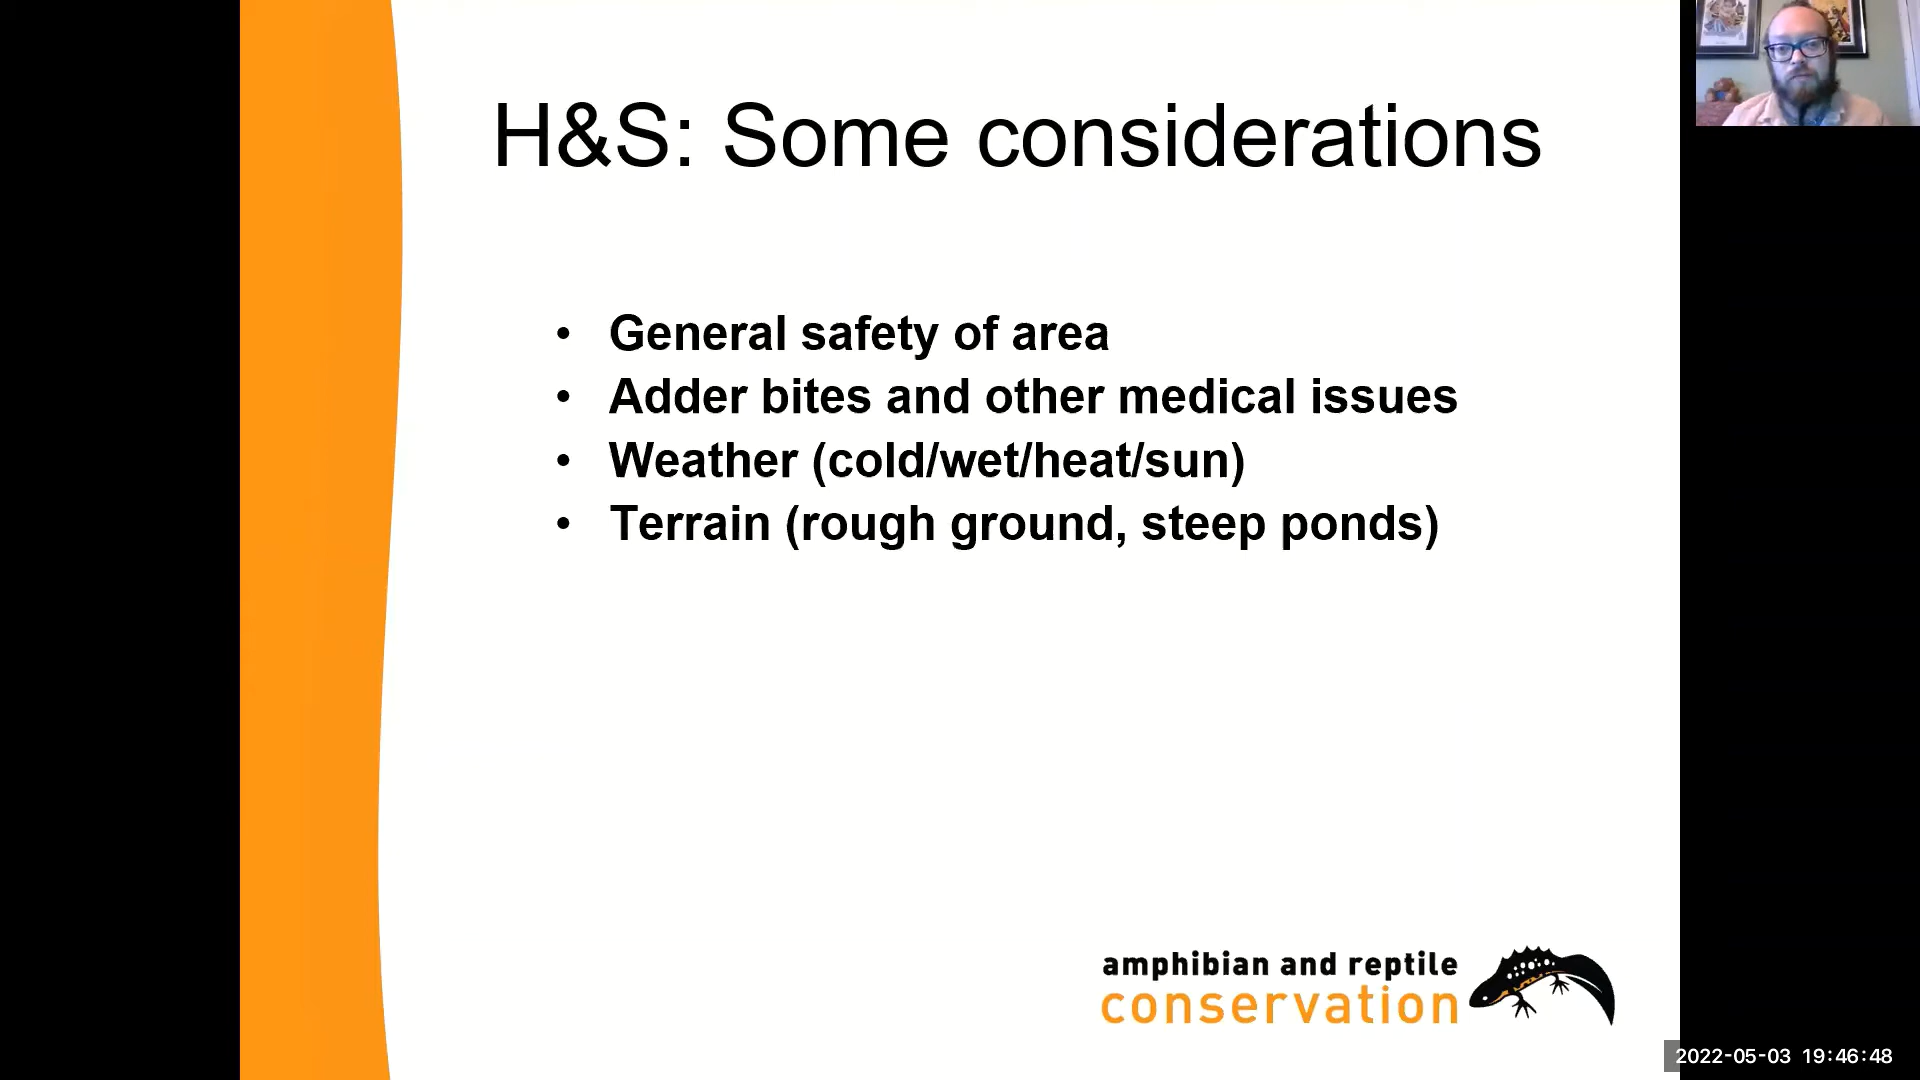 H&S: Some considerations
• General safety of area
• Adder bites and other medical issues
• Weather (cold/wet/heat/sun)
• Terrain (rough ground, steep ponds)
amphibian and reptile
conservation
2022-05-03 19:46:48